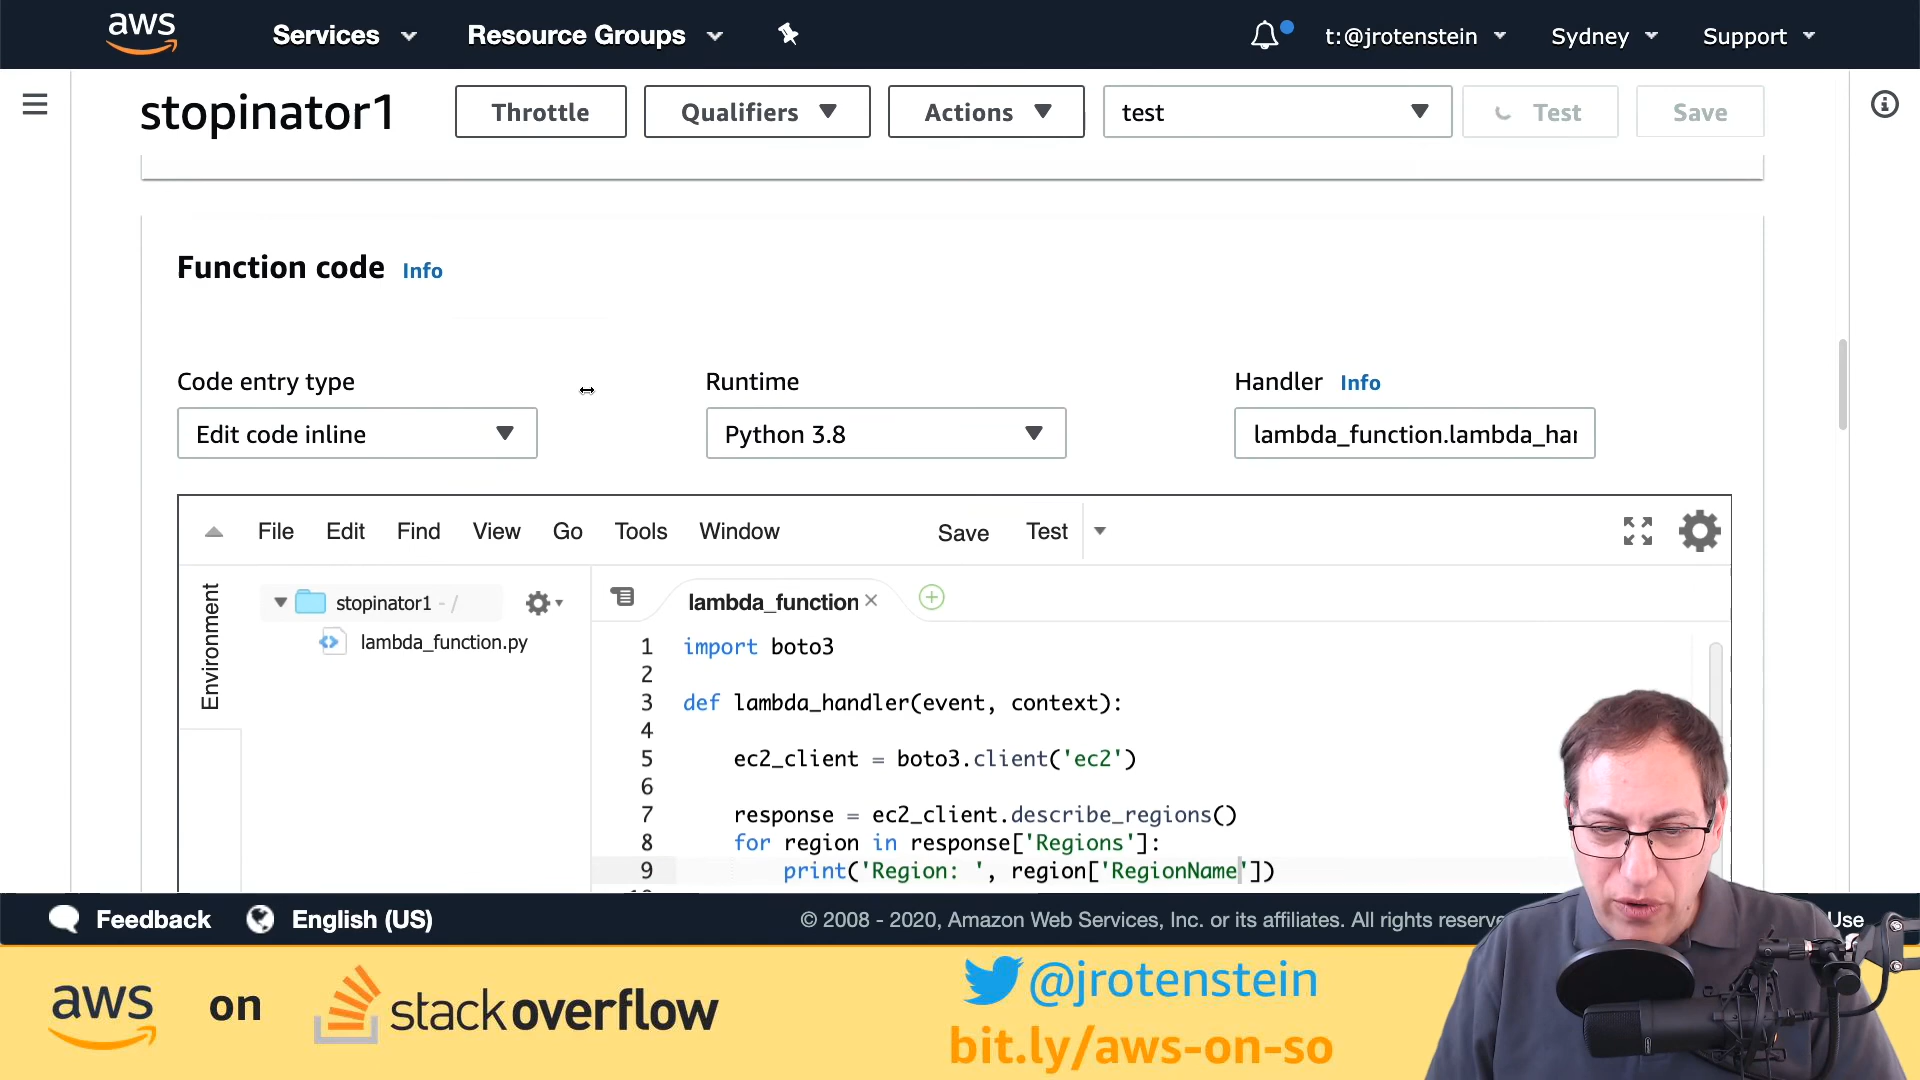 aws
Services
Resource Groups
t:@jrotenstein
Sydney
Support
stopinator1
Throttle
Qualifiers
Actions
test
Test
Save
Function code Info
Code entry type
Edit code inline
Runtime
Python 3.8
Handler Info
lambda_function.lambda_har
File Edit Find View Go Tools Window Save Test
Environment
stopinator1 - /
lambda_function.py
lambda_function
1 import boto3
2
3 def lambda_handler(event, context):
4
5 ec2_client = boto3.client('ec2')
6
7 response = ec2_client.describe_regions()
8 for region in response['Regions']:
9 print('Region: ', region['RegionName'])
Feedback
English (US)
© 2008 - 2020, Amazon Web Services, Inc. or its affiliates. All rights reserve
Use
aws on stackoverflow
@jrotenstein
bit.ly/aws-on-so